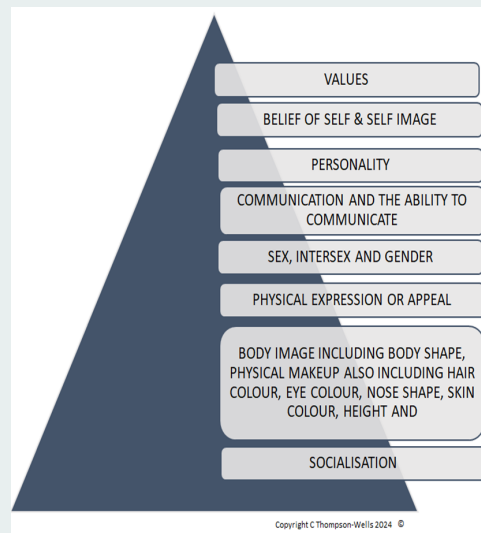 VALUES
BELIEF OF SELF & SELF IMAGE
PERSONALITY
COMMUNICATION AND THE ABILITY TO
COMMUNICATE
SEX, INTERSEX AND GENDER
PHYSICAL EXPRESSION OR APPEAL
BODY IMAGE INCLUDING BODY SHAPE,
PHYSICAL MAKEUP ALSO INCLUDING HAIR
COLOUR, EYE COLOUR, NOSE SHAPE, SKIN
COLOUR, HEIGHT AND
SOCIALISATION
Copyright C Thompson-Wells 2024 ©